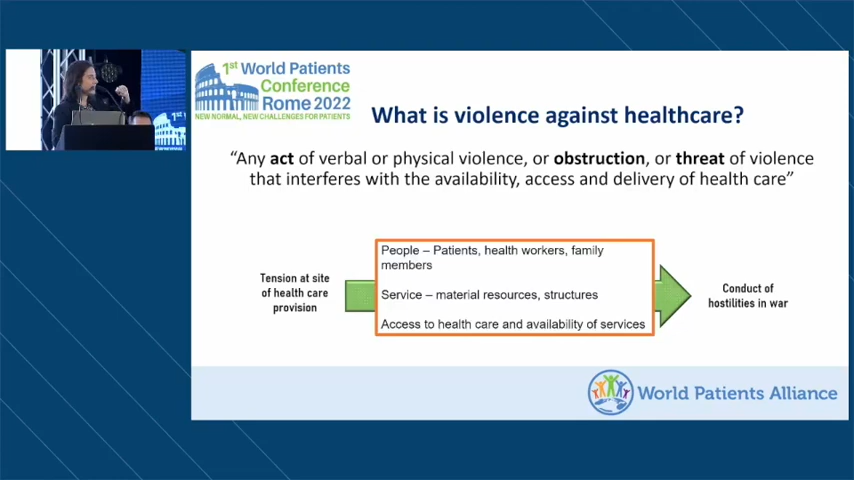 1st World Patients
Conference
Rome 2022
NEW NORMAL, NEW CHALLENGES FOR PATIENTS
What is violence against healthcare?
“Any act of verbal or physical violence, or obstruction, or threat of violence
that interferes with the availability, access and delivery of health care”
Tension at site
of health care
provision
People – Patients, health workers, family
members
Service – material resources, structures
Access to health care and availability of services
Conduct of
hostilities in war
World Patients Alliance